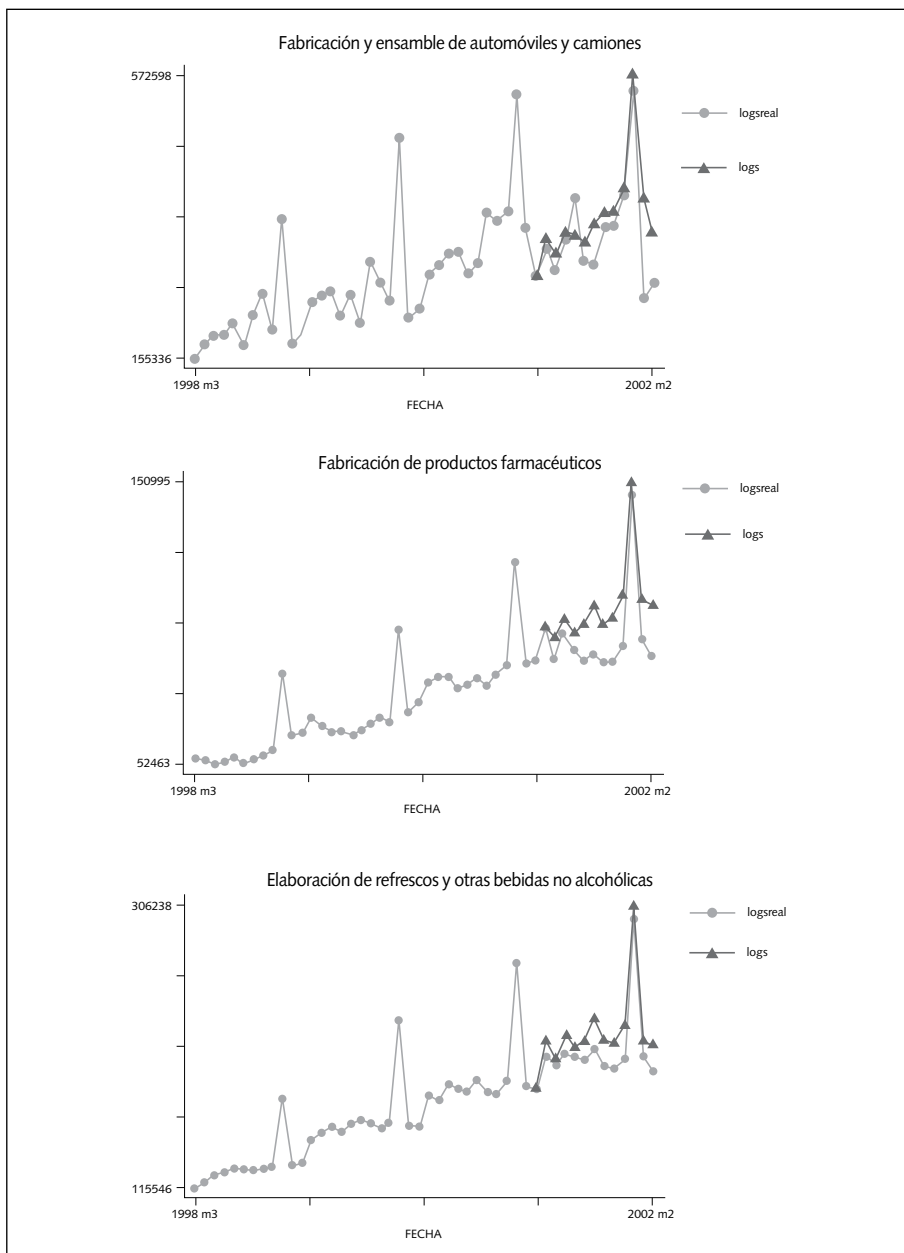 Fabricación y ensamble de automóviles y camiones
572598
logsreal
logs
155336
1998 m3
2002 m2
FECHA
Fabricación de productos farmacéuticos
150995
logsreal
logs
52463
1998 m3
2002 m2
FECHA
Elaboración de refrescos y otras bebidas no alcohólicas
306238
logsreal
logs
115546
1998 m3
2002 m2
FECHA